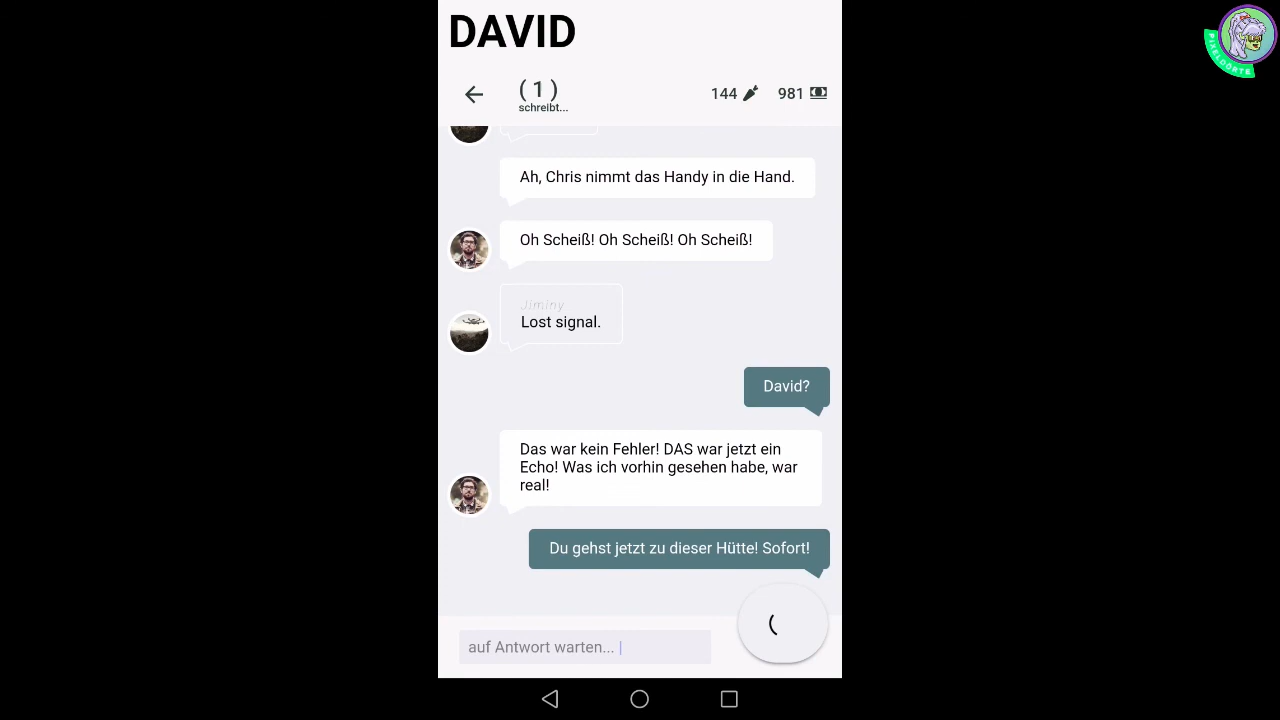 DAVID
( 1 )
schreibt...
144
981
Ah, Chris nimmt das Handy in die Hand.
Oh Scheiß! Oh Scheiß! Oh Scheiß!
Jiminy
Lost signal.
David?
Das war kein Fehler! DAS war jetzt ein
Echo! Was ich vorhin gesehen habe, war
real!
Du gehst jetzt zu dieser Hütte! Sofort!
auf Antwort warten...
PIXELDÖRTE